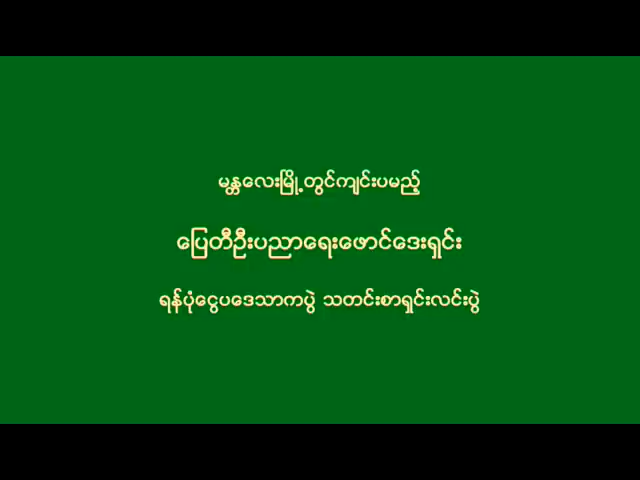 မန္တလေးမြို့တွင်ကျင်းပမည့်
ပြေတီဦးပညာရေးဖောင်ဒေးရှင်း
ရန်ပုံငွေပဒေသာကပွဲ သတင်းစာရှင်းလင်းပွဲ